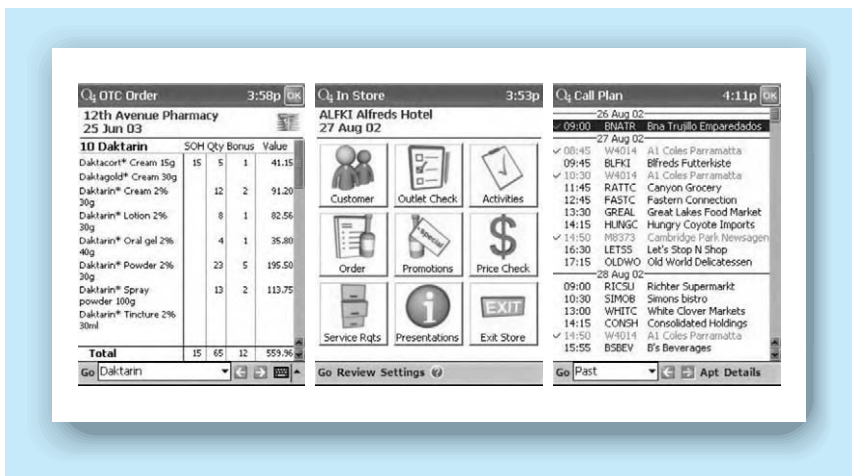 OTC Order 3:58p OK
12th Avenue Pharmacy
25 Jun 03
10 Daktarin SOH Qty Bonus Value
Daktacort* Cream 15g 15 5 1 41.15
Daktagold* Cream 30g
Daktarin* Cream 2% 12 2 91.20
30g
Daktarin* Lotion 2% 8 1 82.56
30g
Daktarin* Oral gel 2% 4 1 35.80
40g
Daktarin* Powder 2% 23 5 195.50
30g
Daktarin* Spray 13 2 113.75
powder 100g
Daktarin* Tincture 2%
30ml
Total 15 65 12 559.96
Go Daktarin
In Store 3:53p
ALFKI Alfreds Hotel
27 Aug 02
Customer Outlet Check Activities
special
Order Promotions Price Check
EXIT
Service Rqts Presentations Exit Store
Go Review Settings
Call Plan 4:11p OK
26 Aug 02
09:00 BNATR Bna Trujillo Emparedados
27 Aug 02
08:45 W4014 A1 Coles Parramatta
09:45 BLFKI Blfreds Futterkiste
10:30 W4014 A1 Coles Parramatta
11:45 RATTC Canyon Grocery
12:45 FASTC Fastern Connection
13:30 GREAL Great Lakes Food Market
14:15 HUNGC Hungry Coyote Imports
14:50 M8373 Cambridge Park Newsagen
16:30 LETSS Let's Stop N Shop
17:15 OLDWO Old World Delicatessen
28 Aug 02
09:00 RICSU Richter Supermarkt
10:30 SIMOB Simons bistro
13:00 WHITC White Clover Markets
14:15 CONSH Consolidated Holdings
14:50 W4014 A1 Coles Parramatta
15:55 BSBEV B's Beverages
Go Past Apt Details